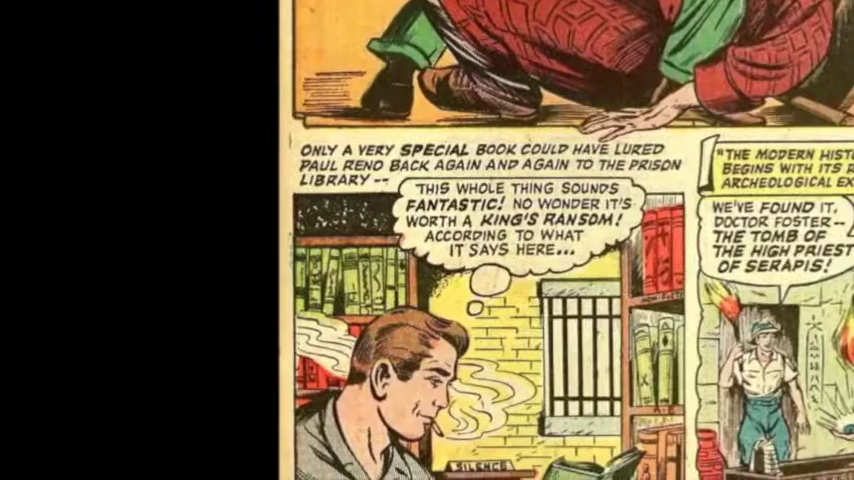 ONLY A VERY SPECIAL BOOK COULD HAVE LURED
PAUL RENO BACK AGAIN AND AGAIN TO THE PRISON
LIBRARY--
THIS WHOLE THING SOUNDS
FANTASTIC! NO WONDER IT'S
WORTH A KING'S RANSOM!
ACCORDING TO WHAT
IT SAYS HERE...
SILENCE
"THE MODERN
BEGINS WITH ITS
ARCHEOLOGICAL
WE'VE FOUND IT,
DOCTOR FOSTER--
THE TOMB OF
THE HIGH PRIEST
OF SERAPIS!